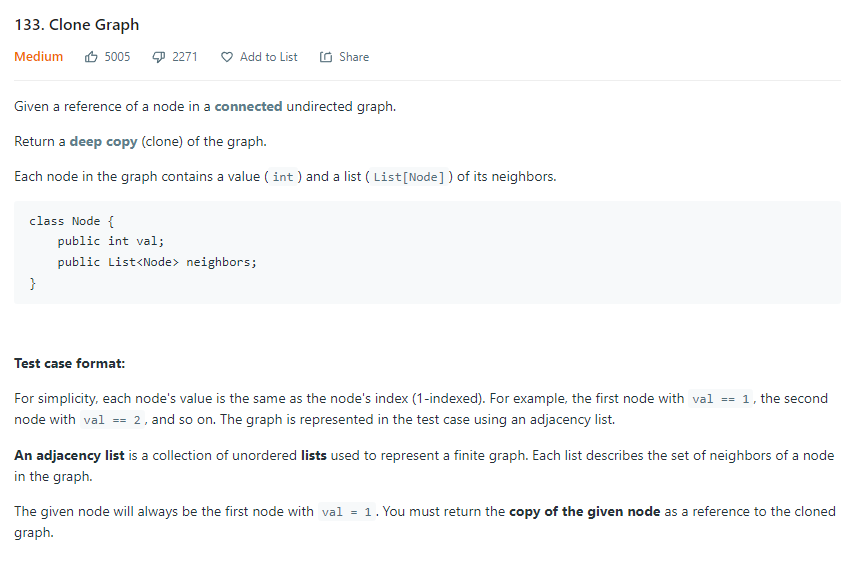 133. Clone Graph
Medium 5005 2271 Add to List Share
Given a reference of a node in a connected undirected graph.
Return a deep copy (clone) of the graph.
Each node in the graph contains a value ( int ) and a list ( List[Node] ) of its neighbors.
class Node {
    public int val;
    public List<Node> neighbors;
}
Test case format:
For simplicity, each node's value is the same as the node's index (1-indexed). For example, the first node with val == 1 , the second
node with val == 2 , and so on. The graph is represented in the test case using an adjacency list.
An adjacency list is a collection of unordered lists used to represent a finite graph. Each list describes the set of neighbors of a node
in the graph.
The given node will always be the first node with val = 1 . You must return the copy of the given node as a reference to the cloned
graph.